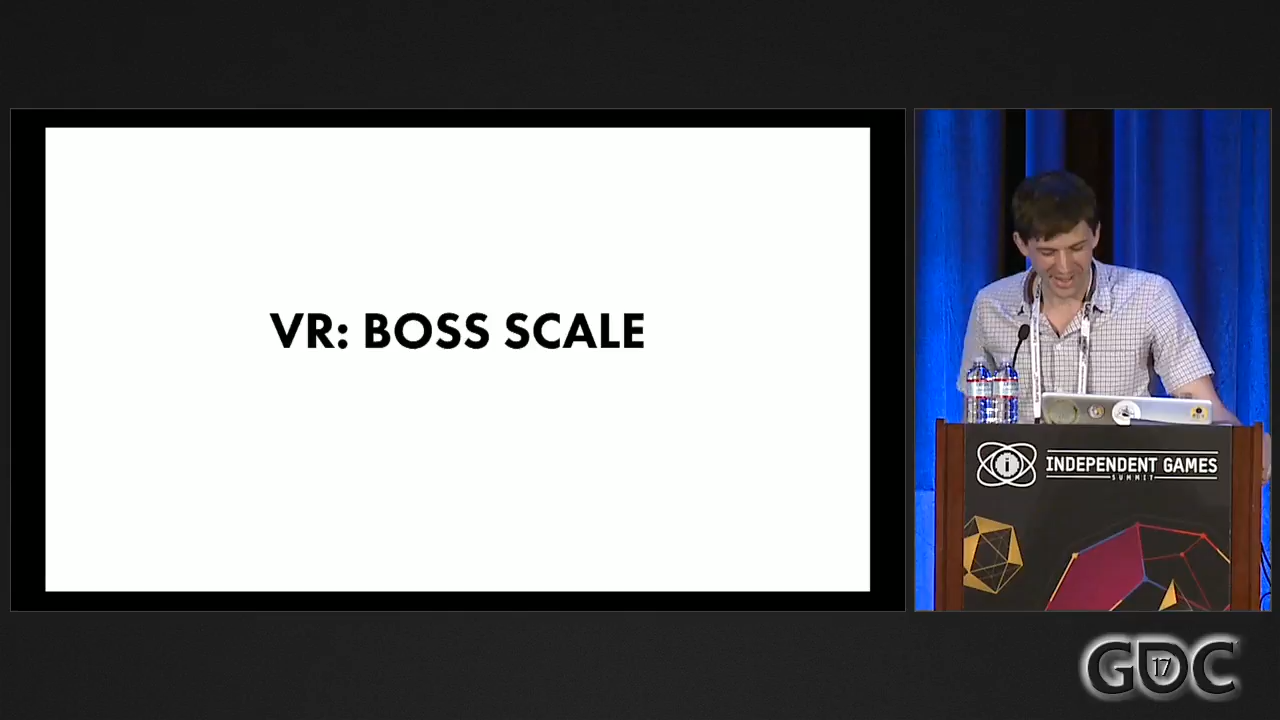 VR: BOSS SCALE
i
INDEPENDENT GAMES
SUMMIT
GDC
17